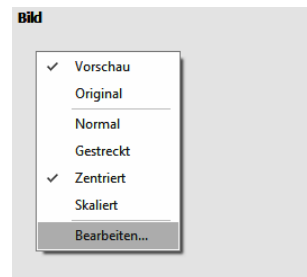 Bild
Vorschau
Original
Normal
Gestreckt
Zentriert
Skaliert
Bearbeiten...